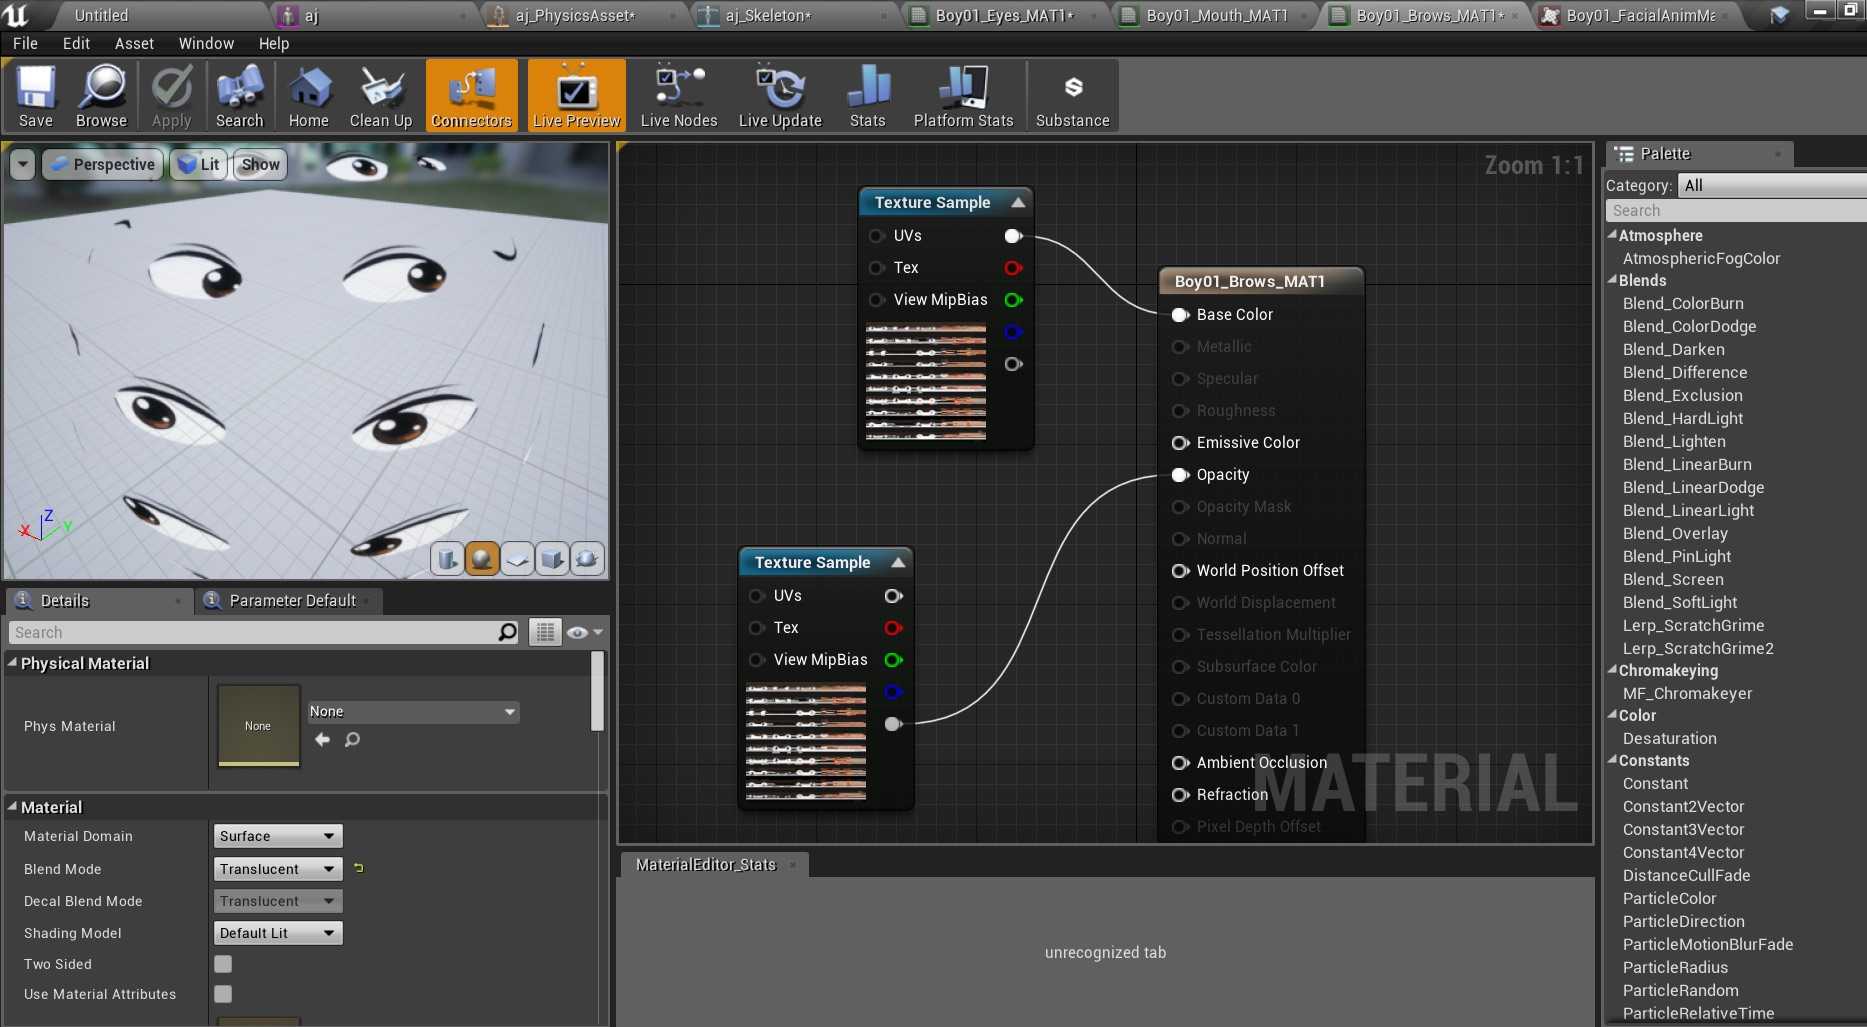 Untitled
aj
aj_PhysicsAsset*
aj_Skeleton*
Boy01_Eyes_MAT1*
Boy01_Mouth_MAT1
Boy01_Brows_MAT1*
Boy01_FacialAnimMa
File Edit Asset Window Help
Save
Browse
Apply
Search
Home
Clean Up
Connectors
Live Preview
Live Nodes
Live Update
Stats
Platform Stats
Substance
Perspective
Lit
Show
X
Y
Z
Details
Parameter Default
Search
Physical Material
Phys Material
None
None
Material
Material Domain
Surface
Blend Mode
Translucent
Decal Blend Mode
Translucent
Shading Model
Default Lit
Two Sided
Use Material Attributes
Zoom 1:1
Texture Sample
UVs
Tex
View MipBias
Texture Sample
UVs
Tex
View MipBias
Boy01_Brows_MAT1
Base Color
Metallic
Specular
Roughness
Emissive Color
Opacity
Opacity Mask
Normal
World Position Offset
World Displacement
Tessellation Multiplier
Subsurface Color
Custom Data 0
Custom Data 1
Ambient Occlusion
Refraction
Pixel Depth Offset
MATERIAL
MaterialEditor_Stats
unrecognized tab
Palette
Category: All
Search
Atmosphere
AtmosphericFogColor
Blends
Blend_ColorBurn
Blend_ColorDodge
Blend_Darken
Blend_Difference
Blend_Exclusion
Blend_HardLight
Blend_Lighten
Blend_LinearBurn
Blend_LinearDodge
Blend_LinearLight
Blend_Overlay
Blend_PinLight
Blend_Screen
Blend_SoftLight
Lerp_ScratchGrime
Lerp_ScratchGrime2
Chromakeying
MF_Chromakeyer
Color
Desaturation
Constants
Constant
Constant2Vector
Constant3Vector
Constant4Vector
DistanceCullFade
ParticleColor
ParticleDirection
ParticleMotionBlurFade
ParticleRadius
ParticleRandom
ParticleRelativeTime